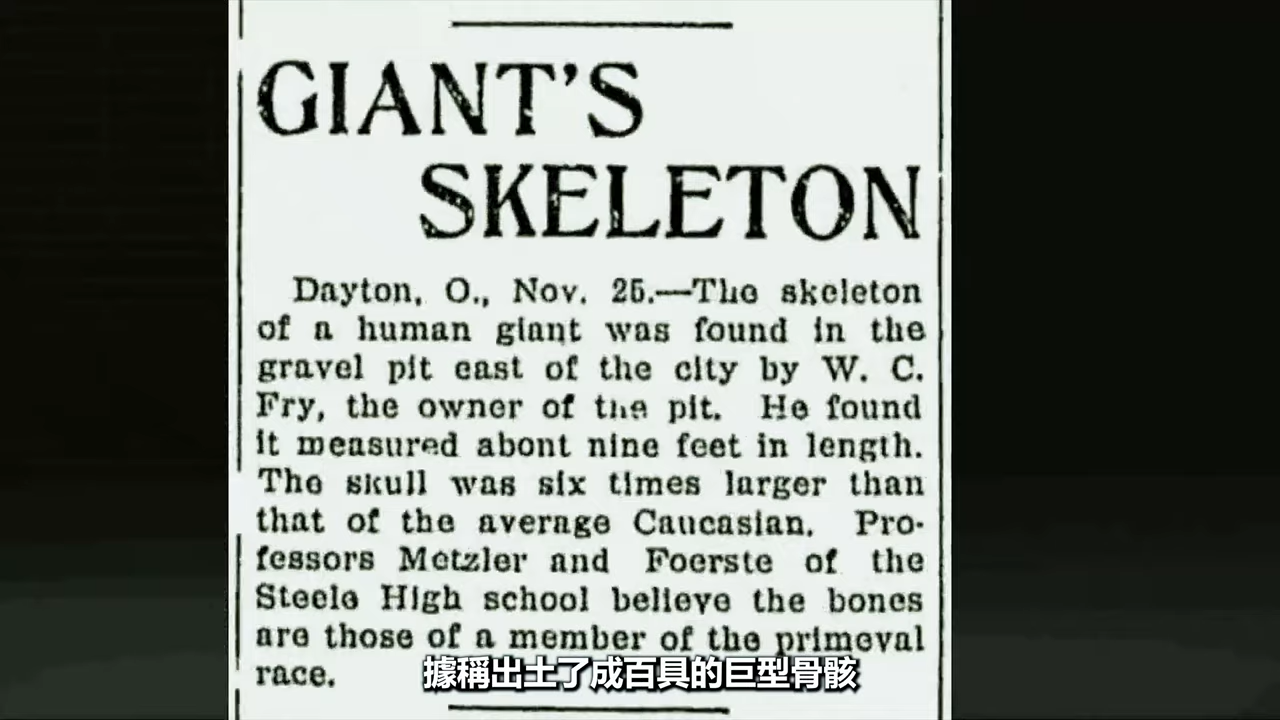 GIANT'S
SKELETON
Dayton, O., Nov. 25.—The skeleton
of a human giant was found in the
gravel pit east of the city by W. C.
Fry, the owner of the pit. He found
it measured abont nine feet in length.
The skull was six times larger than
that of the average Caucasian. Pro-
fessors Metzler and Foerste of the
Steele High school believe the bones
are those of a member of the primeval
race.
據稱出土了成百具的巨型骨骸